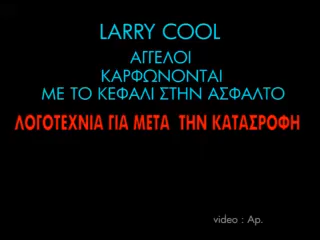 LARRY COOL
ΑΓΓΕΛΟΙ
ΚΑΡΦΩΝΟΝΤΑΙ
ΜΕ ΤΟ ΚΕΦΑΛΙ ΣΤΗΝ ΑΣΦΑΛΤΟ
ΛΟΓΟΤΕΧΝΙΑ ΓΙΑ ΜΕΤΑ ΤΗΝ ΚΑΤΑΣΡΟΦΗ
video : Ap.